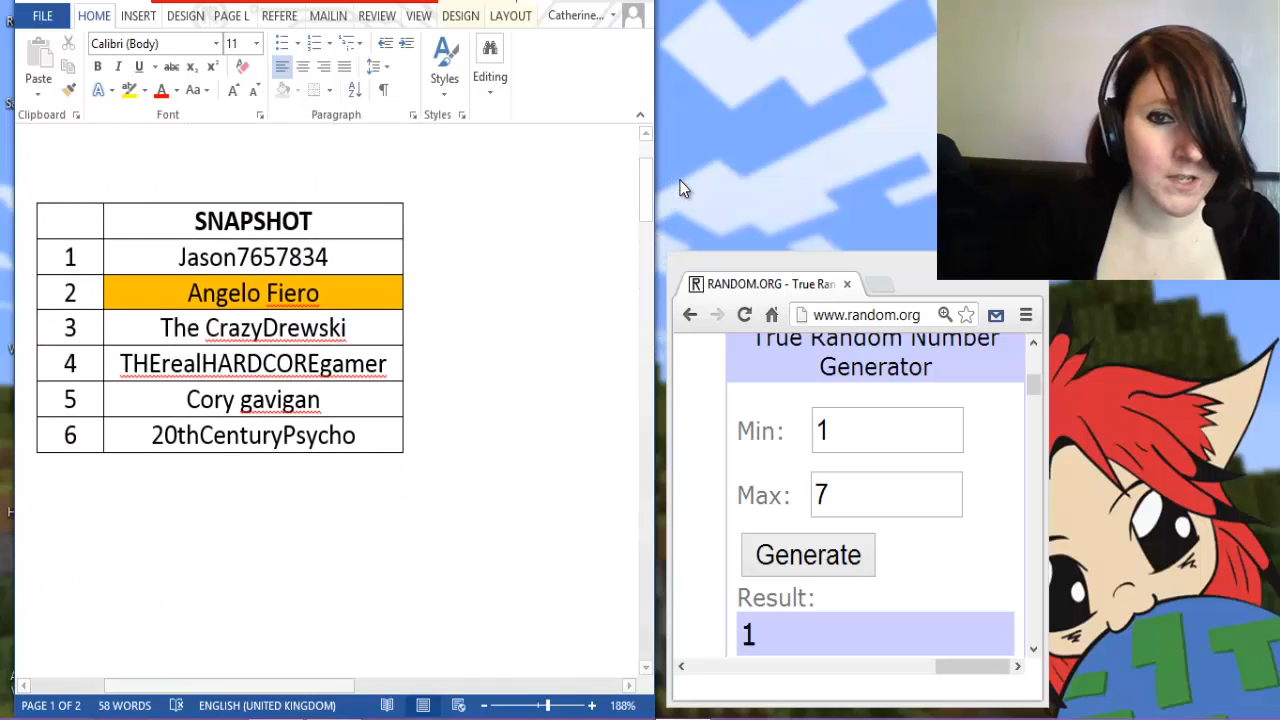 FILE HOME INSERT DESIGN PAGE L REFERE MAILIN REVIEW VIEW DESIGN LAYOUT Catherine...
Calibri (Body) 11
Paste
Styles
Editing
Clipboard Font Paragraph Styles
SNAPSHOT
1 Jason7657834
2 Angelo Fiero
3 The CrazyDrewski
4 THErealHARDCOREgamer
5 Cory gavigan
6 20thCenturyPsycho
PAGE 1 OF 2 58 WORDS ENGLISH (UNITED KINGDOM) 188%
RANDOM.ORG - True Ran
www.random.org
True Random Number
Generator
Min: 1
Max: 7
Generate
Result:
1